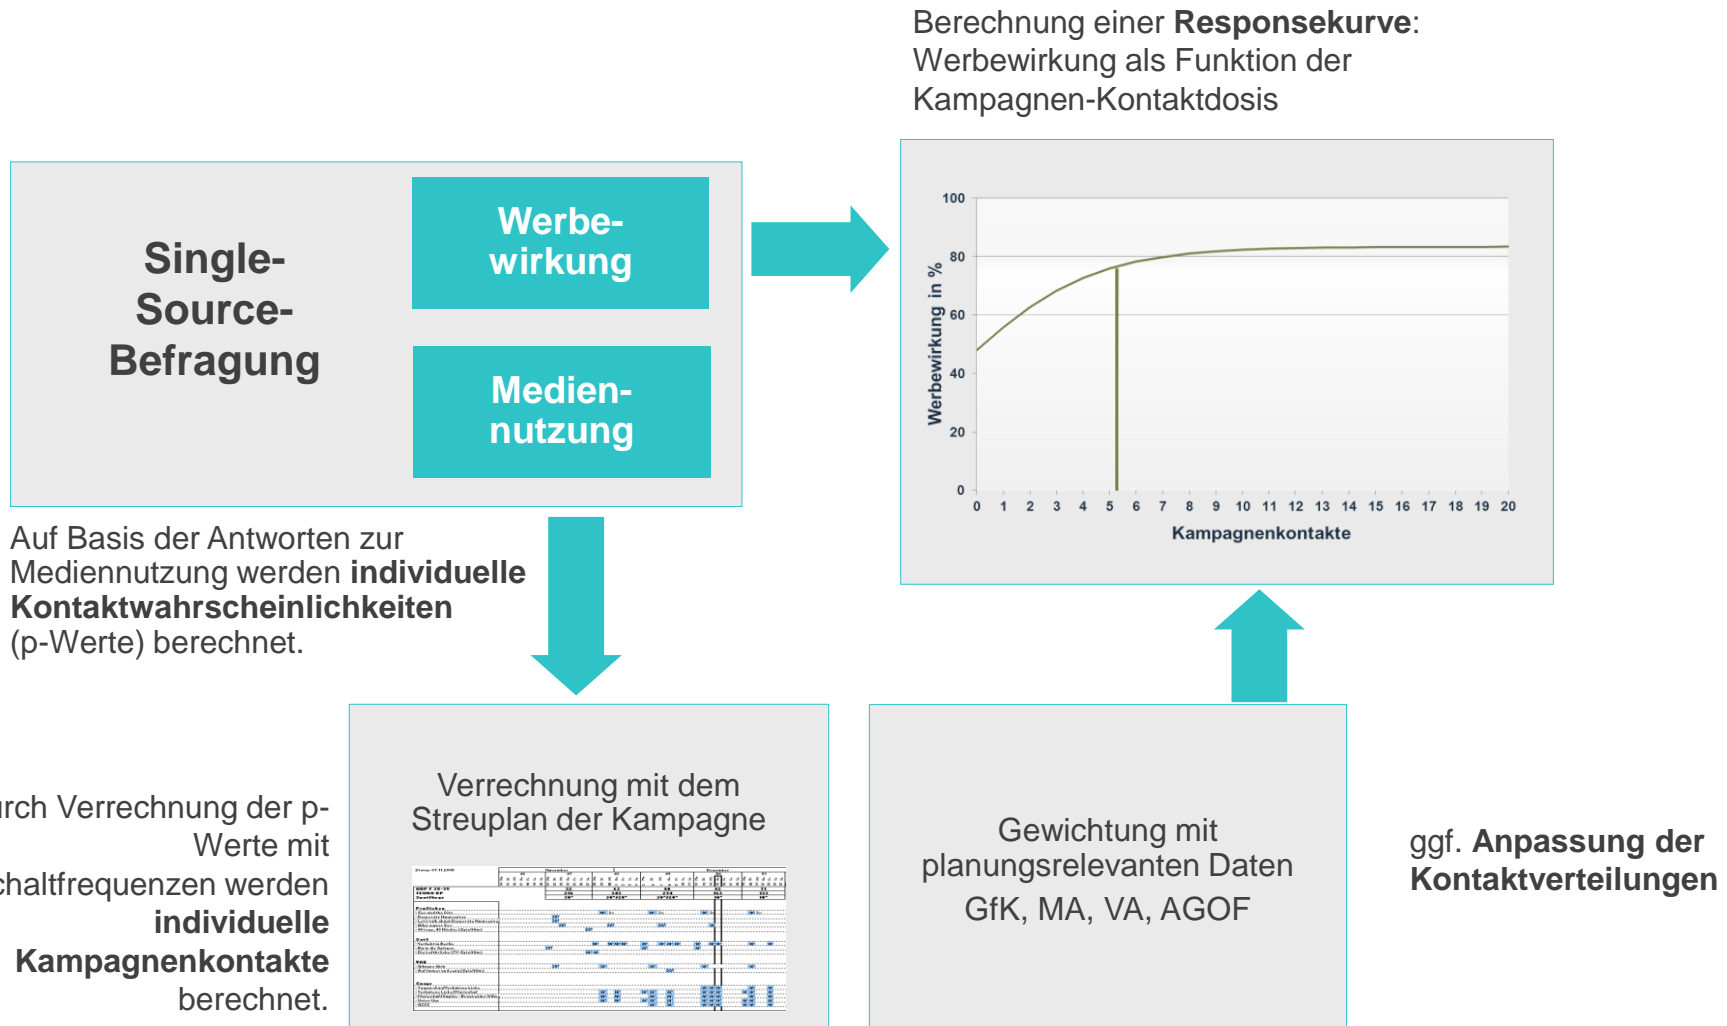 Berechnung einer Responsekurve:
Werbewirkung als Funktion der
Kampagnen-Kontaktdosis
Single-
Source-
Befragung
Werbe-
wirkung
Medien-
nutzung
100
80
60
40
20
0
Werbewirkung in %
0 1 2 3 4 5 6 7 8 9 10 11 12 13 14 15 16 17 18 19 20
Kampagnenkontakte
Auf Basis der Antworten zur
Mediennutzung werden individuelle
Kontaktwahrscheinlichkeiten
(p-Werte) berechnet.
urch Verrechnung der p-
Werte mit
chaltfrequenzen werden
individuelle
Kampagnenkontakte
berechnet.
Verrechnung mit dem
Streuplan der Kampagne
November
Dezember
Gewichtung mit
planungsrelevanten Daten
GfK, MA, VA, AGOF
ggf. Anpassung der
Kontaktverteilungen